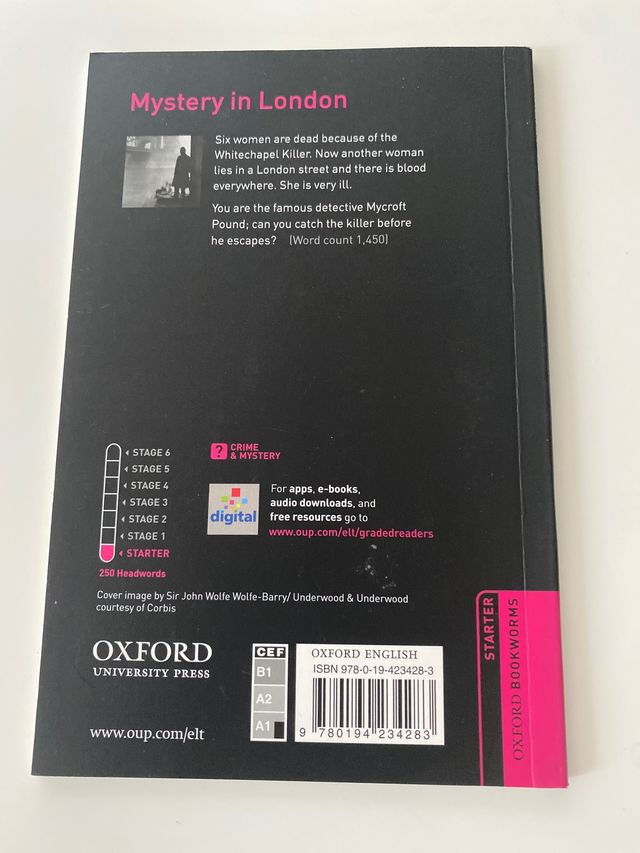 Mystery in London
Six women are dead because of the
Whitechapel Killer. Now another woman
lies in a London street and there is blood
everywhere. She is very ill.
You are the famous detective Mycroft
Pound; can you catch the killer before
he escapes? (Word count 1,450)
STAGE 6
STAGE 5
STAGE 4
STAGE 3
STAGE 2
STAGE 1
STARTER
250 Headwords
? CRIME
& MYSTERY
digital
For apps, e-books,
audio downloads, and
free resources go to
www.oup.com/elt/gradedreaders
Cover image by Sir John Wolfe Wolfe-Barry/ Underwood & Underwood
courtesy of Corbis
OXFORD
UNIVERSITY PRESS
www.oup.com/elt
CEF
B1
A2
A1
OXFORD ENGLISH
ISBN 978-0-19-423428-3
9 780194 234283
STARTER
OXFORD BOOKWORMS